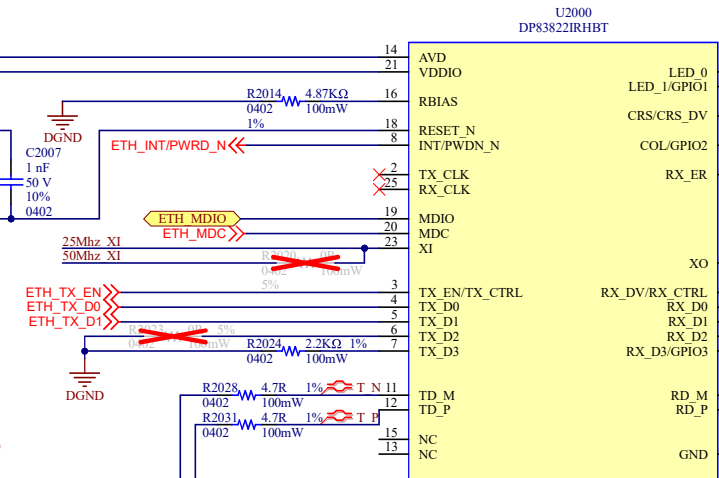 U2000
DP83822IRHBT
14 AVD
21 VDDIO LED_0
LED_1/GPIO1
R2014 4.87KΩ 16 RBIAS
0402 100mW
CRS/CRS_DV
DGND 1% 18 RESET_N
ETH_INT/PWRD_N 8 INT/PWDN_N COL/GPIO2
C2007
1 nF 2 TX_CLK RX_ER
50 V 25 RX_CLK
10%
0402
ETH_MDIO 19 MDIO
ETH_MDC 20 MDC
25Mhz_XI 23 XI
50Mhz_XI R2020 0R XO
0402 100mW
5%
ETH_TX_EN 3 TX_EN/TX_CTRL RX_DV/RX_CTRL
ETH_TX_D0 4 TX_D0 RX_D0
ETH_TX_D1 5 TX_D1 RX_D1
R2023 0R 5% 6 TX_D2 RX_D2
0402 100mW
R2024 2.2KΩ 1% 7 TX_D3 RX_D3/GPIO3
0402 100mW
DGND
R2028 4.7R 1% T_N 11 TD_M RD_M
0402 100mW
12 TD_P RD_P
R2031 4.7R 1% T_P
0402 100mW
15 NC
13 NC GND